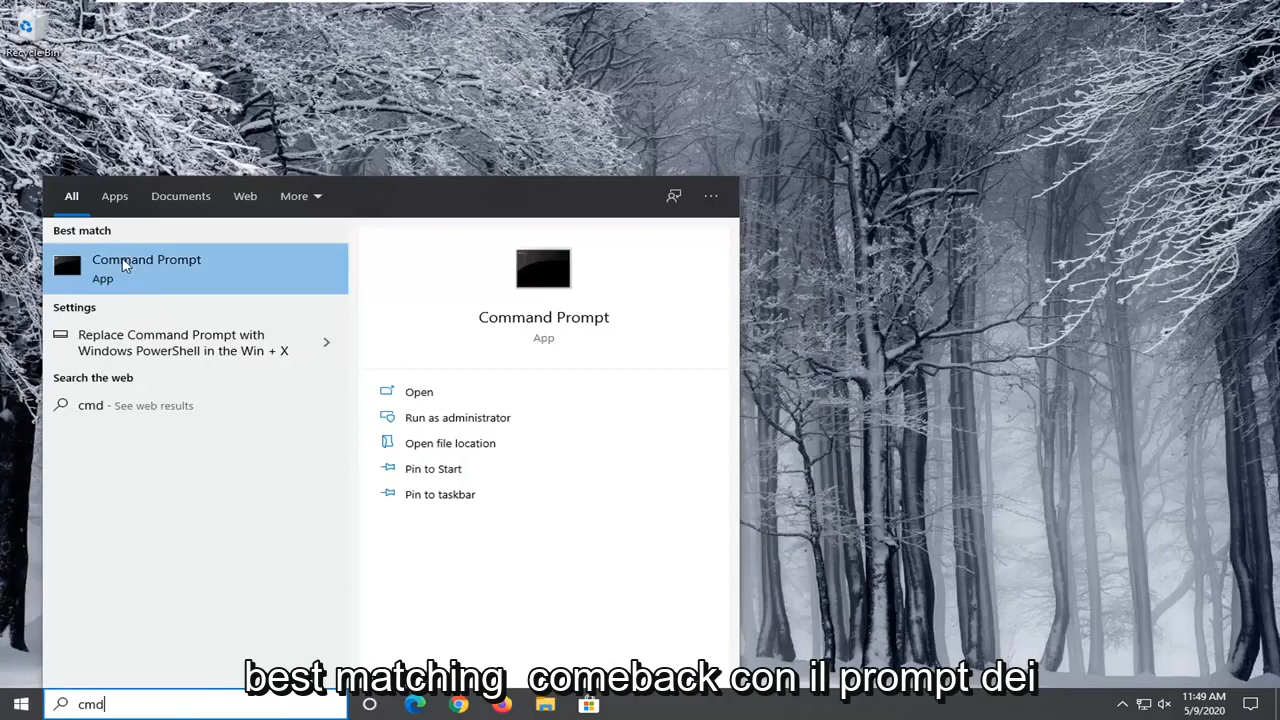 Recycle Bin
All Apps Documents Web More
Best match
Command Prompt
App
Settings
Replace Command Prompt with
Windows PowerShell in the Win + X
Search the web
cmd - See web results
Command Prompt
App
Open
Run as administrator
Open file location
Pin to Start
Pin to taskbar
best matching comeback con il prompt dei
cmd
11:49 AM
5/9/2020